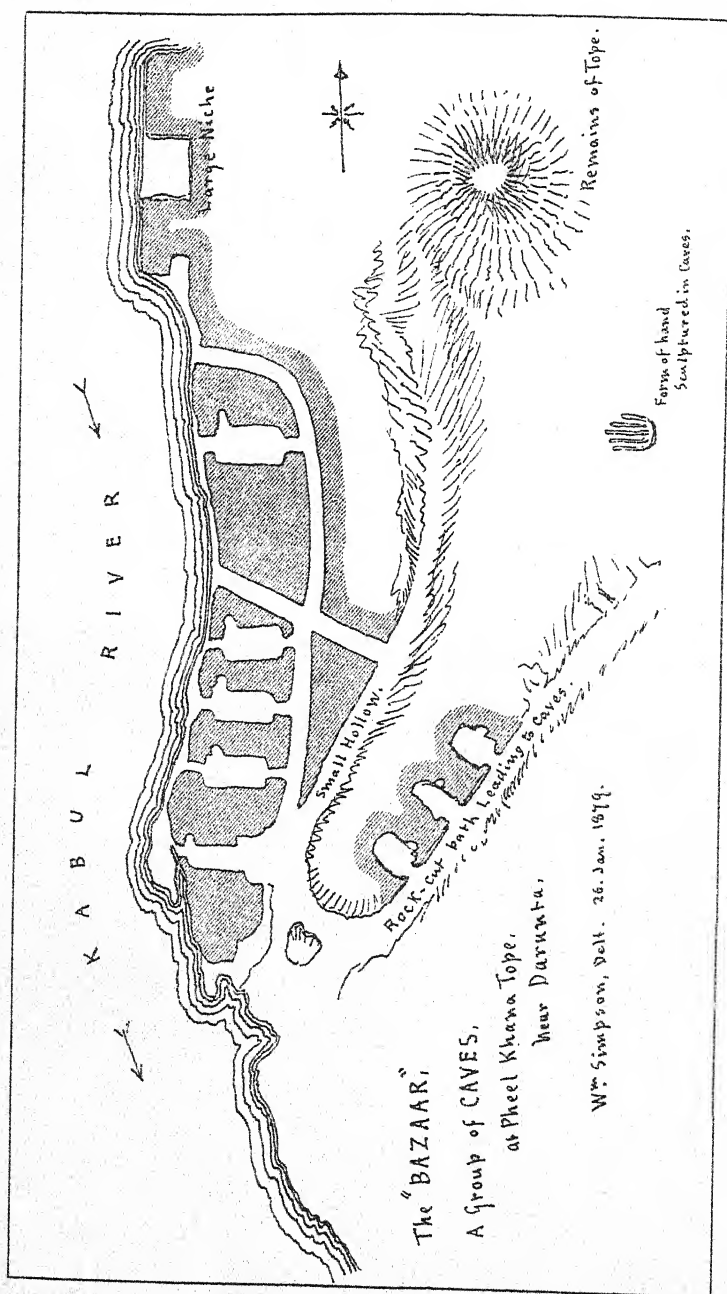 KABUL RIVER
Large Niche
Remains of Tope.
Small Hollow.
Rock-cut path Leading to Caves.
Form of hand
Sculptured in Caves.
The "BAZAAR",
A Group of CAVES,
at Pheel Khana Tope,
near Darunta,
Wm Simpson, Delt. 26. Jan. 1879.